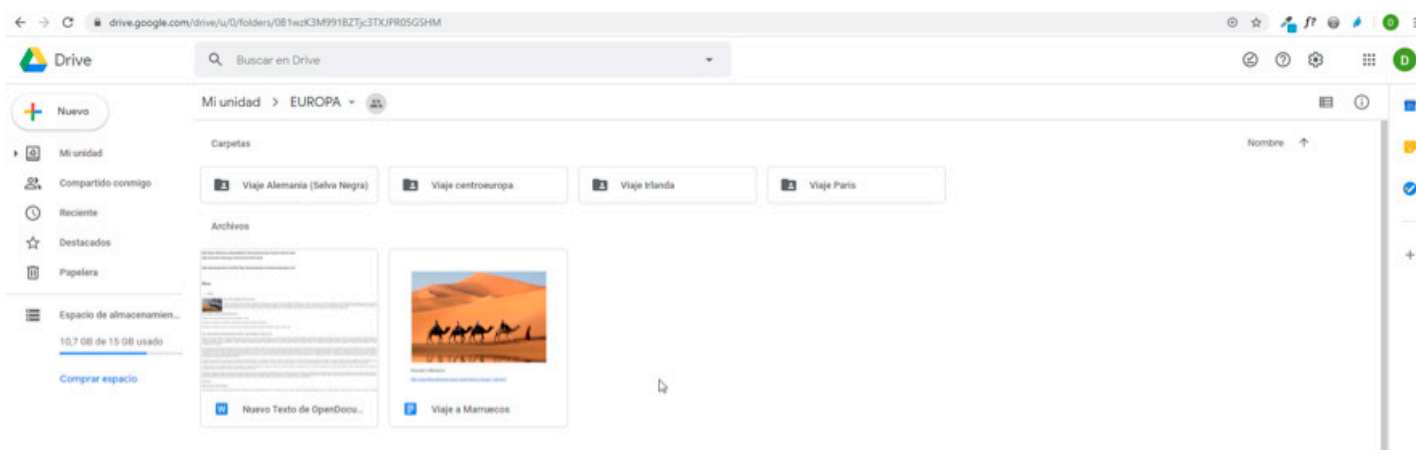 drive.google.com/drive/u/0/folders/0B1wzK3M991BZTjc3TXJPR05GSHM
f?
D
Drive
Buscar en Drive
D
Nuevo
Mi unidad > EUROPA
Mi unidad
Compartido conmigo
Reciente
Destacados
Papelera
Espacio de almacenamien...
10,7 GB de 15 GB usado
Comprar espacio
Carpetas
Nombre
Viaje Alemania (Selva Negra)
Viaje centroeuropa
Viaje Irlanda
Viaje Paris
Archivos
W Nuevo Texto de OpenDocu...
Viaje a Marruecos